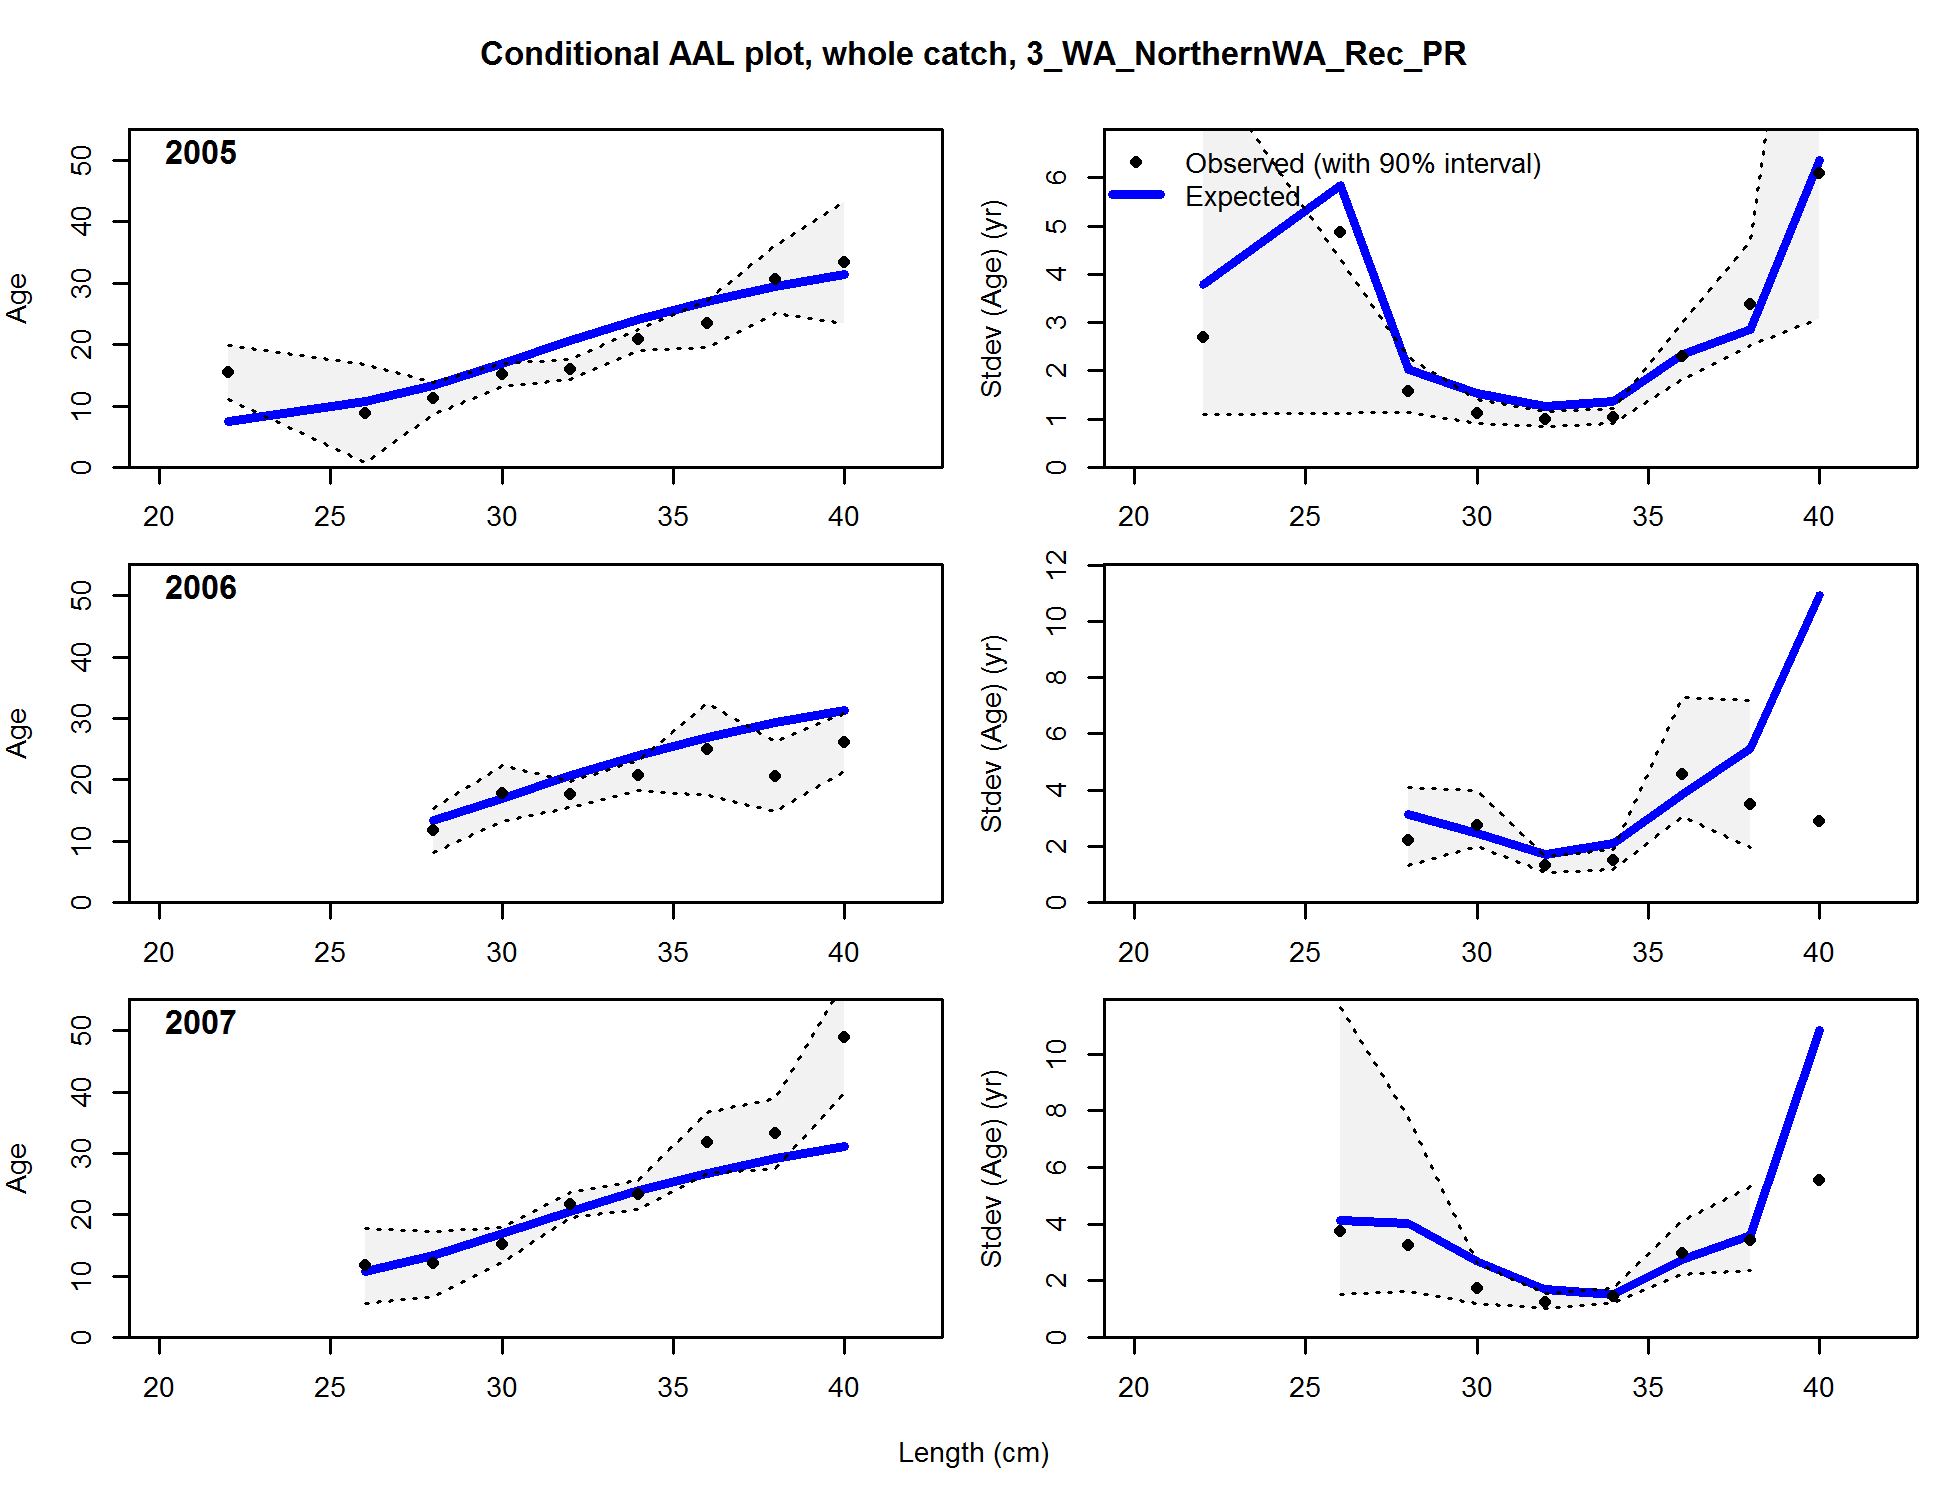 Conditional AAL plot, whole catch, 3_WA_NorthernWA_Rec_PR
2005
Age
0 10 20 30 40 50
20 25 30 35 40
Observed (with 90% interval)
Expected
Stdev (Age) (yr)
0 1 2 3 4 5 6
20 25 30 35 40
2006
Age
0 10 20 30 40 50
20 25 30 35 40
Stdev (Age) (yr)
0 2 4 6 8 10 12
20 25 30 35 40
2007
Age
0 10 20 30 40 50
20 25 30 35 40
Stdev (Age) (yr)
0 2 4 6 8 10
20 25 30 35 40
Length (cm)